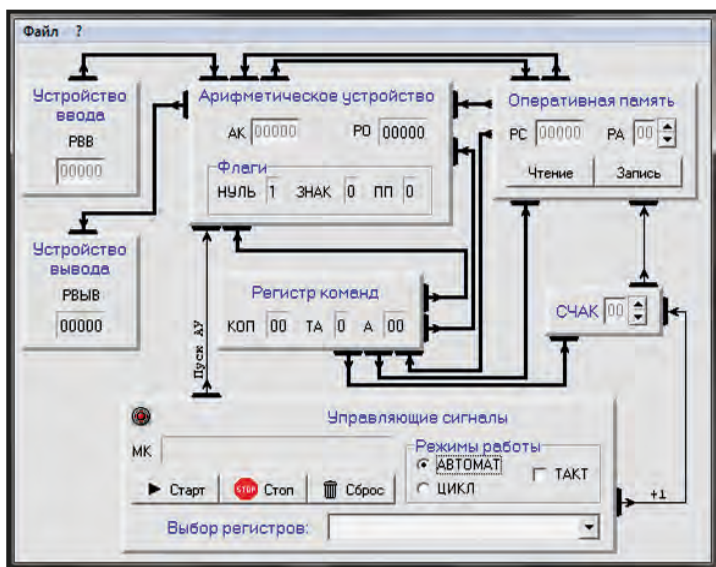 Файл ?
Устройство ввода
РВВ
00000
Арифметическое устройство
АК 00000 РО 00000
Флаги
НУЛЬ 1 ЗНАК 0 ПП 0
Оперативная память
РС 00000 РА 00
Чтение Запись
Устройство вывода
РВЫВ
00000
Регистр команд
КОП 00 ТА 0 А 00
СЧАК 00
Пуск АУ
Управляющие сигналы
МК
Режимы работы
АВТОМАТ
ЦИКЛ
ТАКТ
Старт STOP Стоп Сброс
+1
Выбор регистров: